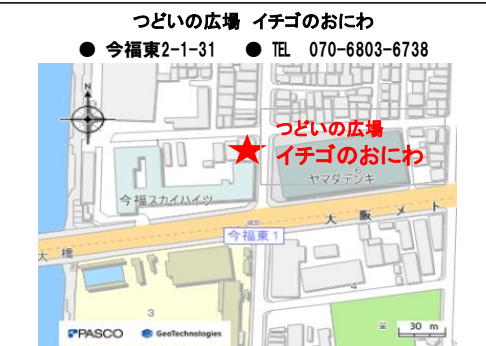 つどいの広場 イチゴのおにわ
● 今福東2-1-31 ● TEL 070-6803-6738
N
つどいの広場
イチゴのおにわ
ヤマダデンキ
6
今福スカイハイツ
大阪メト
今福東1
大橋
4
3
30 m
PASCO GeoTechnologies